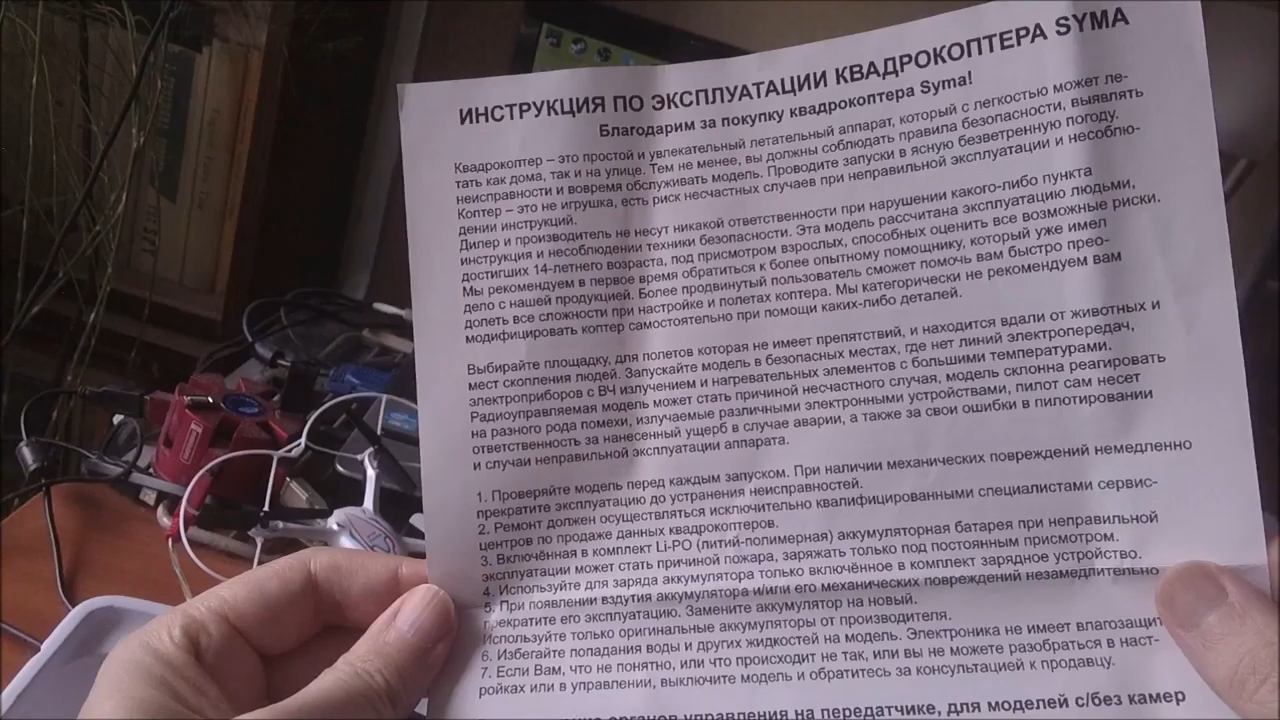 ИНСТРУКЦИЯ ПО ЭКСПЛУАТАЦИИ КВАДРОКОПТЕРА SYMA
Благодарим за покупку квадрокоптера Syma!
Квадрокоптер – это простой и увлекательный летательный аппарат, который с легкостью может ле-
тать как дома, так и на улице. Тем не менее, вы должны соблюдать правила безопасности, выявлять
неисправности и вовремя обслуживать модель. Проводите запуски в ясную безветренную погоду.
Коптер – это не игрушка, есть риск несчастных случаев при неправильной эксплуатации и несоблю-
дении инструкций.
Дилер и производитель не несут никакой ответственности при нарушении какого-либо пункта
инструкция и несоблюдении техники безопасности. Эта модель рассчитана эксплуатацию людьми,
достигших 14-летнего возраста, под присмотром взрослых, способных оценить все возможные риски.
Мы рекомендуем в первое время обратиться к более опытному помощнику, который уже имел
дело с нашей продукцией. Более продвинутый пользователь сможет помочь вам быстро прео-
долеть все сложности при настройке и полетах коптера. Мы категорически не рекомендуем вам
модифицировать коптер самостоятельно при помощи каких-либо деталей.
Выбирайте площадку, для полетов которая не имеет препятствий, и находится вдали от животных и
мест скопления людей. Запускайте модель в безопасных местах, где нет линий электропередач,
электроприборов с ВЧ излучением и нагревательных элементов с большими температурами.
Радиоуправляемая модель может стать причиной несчастного случая, модель склонна реагировать
на разного рода помехи, излучаемые различными электронными устройствами, пилот сам несет
ответственность за нанесенный ущерб в случае аварии, а также за свои ошибки в пилотировании
и случаи неправильной эксплуатации аппарата.
1. Проверяйте модель перед каждым запуском. При наличии механических повреждений немедленно
прекратите эксплуатацию до устранения неисправностей.
2. Ремонт должен осуществляться исключительно квалифицированными специалистами сервис-
центров по продаже данных квадрокоптеров.
3. Включённая в комплект Li-PO (литий-полимерная) аккумуляторная батарея при неправильной
эксплуатации может стать причиной пожара, заряжать только под постоянным присмотром.
4. Используйте для заряда аккумулятора только включённое в комплект зарядное устройство.
5. При появлении вздутия аккумулятора и/или его механических повреждений незамедлительно
прекратите его эксплуатацию. Замените аккумулятор на новый.
Используйте только оригинальные аккумуляторы от производителя.
6. Избегайте попадания воды и других жидкостей на модель. Электроника не имеет влагозащит
7. Если Вам, что не понятно, или что происходит не так, или вы не можете разобраться в наст-
ройках или в управлении, выключите модель и обратитесь за консультацией к продавцу.
органов управления на передатчике, для моделей с/без камер